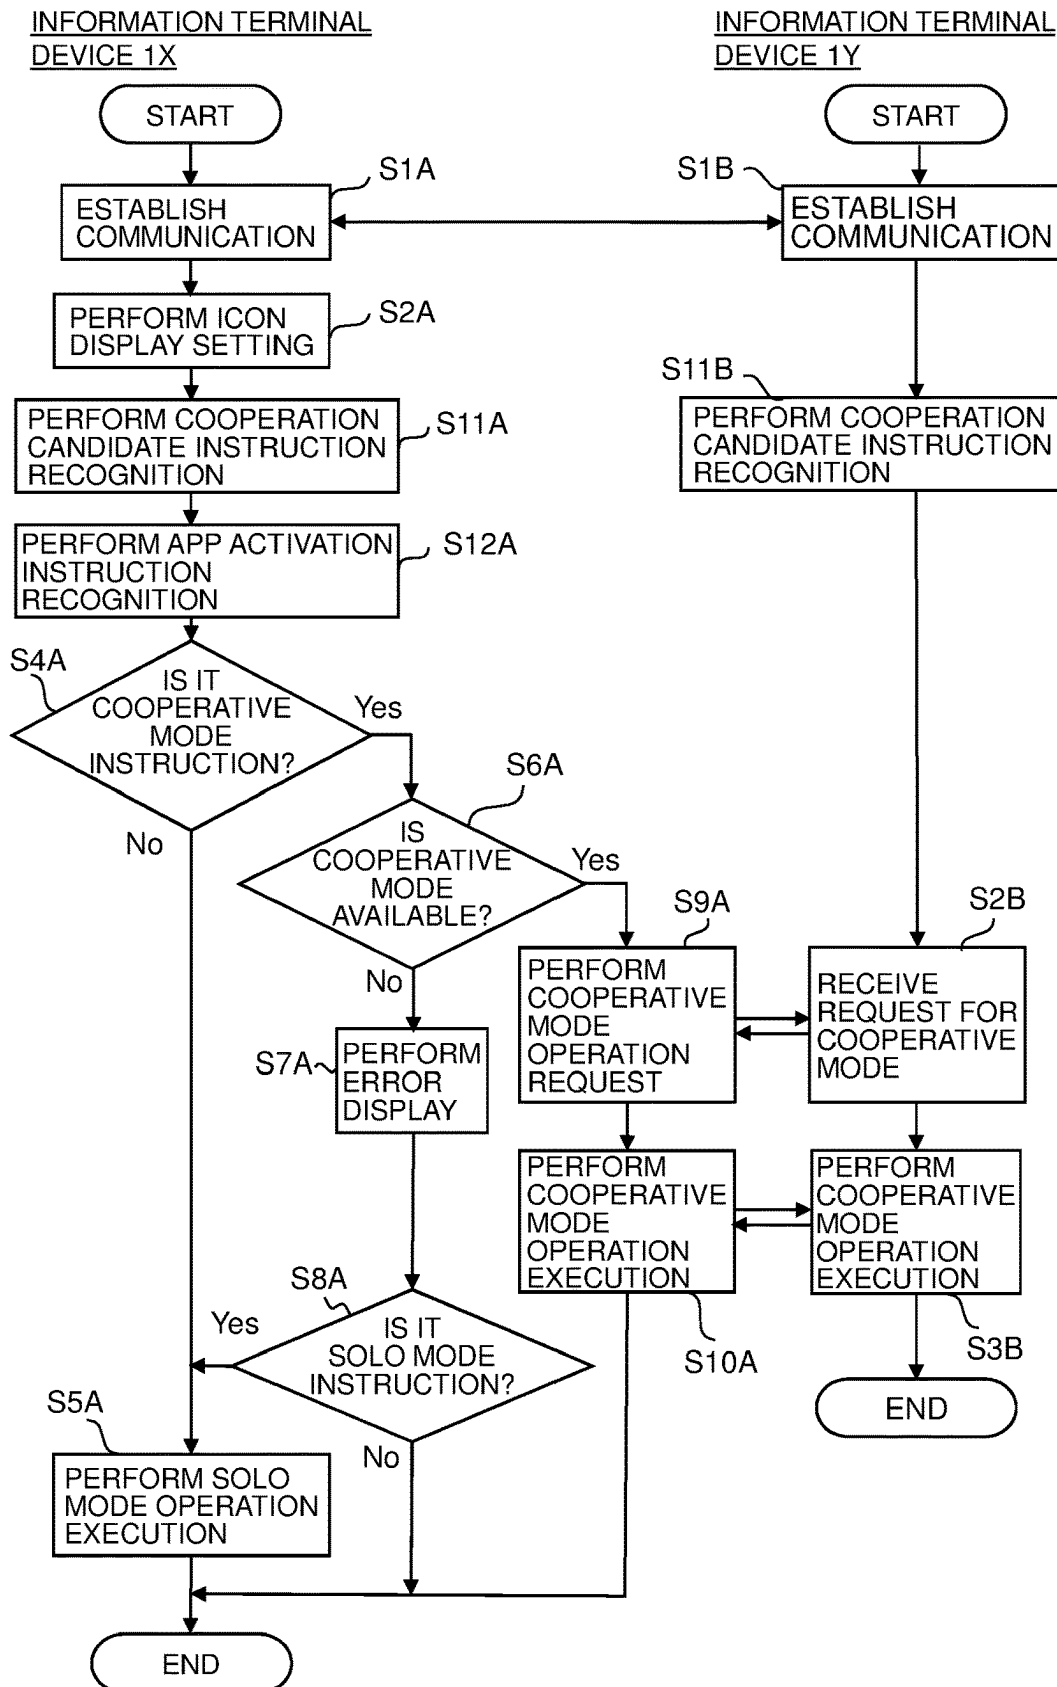 INFORMATION TERMINAL
DEVICE 1X
INFORMATION TERMINAL
DEVICE 1Y
START
START
S1A
S1B
ESTABLISH
COMMUNICATION
ESTABLISH
COMMUNICATION
S2A
PERFORM ICON
DISPLAY SETTING
S11B
S11A
PERFORM COOPERATION
CANDIDATE INSTRUCTION
RECOGNITION
PERFORM COOPERATION
CANDIDATE INSTRUCTION
RECOGNITION
S12A
PERFORM APP ACTIVATION
INSTRUCTION
RECOGNITION
S4A
IS IT
COOPERATIVE
MODE
INSTRUCTION?
Yes
No
S6A
IS
COOPERATIVE
MODE
AVAILABLE?
Yes
No
S9A
S2B
PERFORM
COOPERATIVE
MODE
OPERATION
REQUEST
RECEIVE
REQUEST FOR
COOPERATIVE
MODE
S7A
PERFORM
ERROR
DISPLAY
PERFORM
COOPERATIVE
MODE
OPERATION
EXECUTION
PERFORM
COOPERATIVE
MODE
OPERATION
EXECUTION
S8A
Yes
IS IT
SOLO MODE
INSTRUCTION?
No
S10A
S3B
END
S5A
PERFORM SOLO
MODE OPERATION
EXECUTION
END